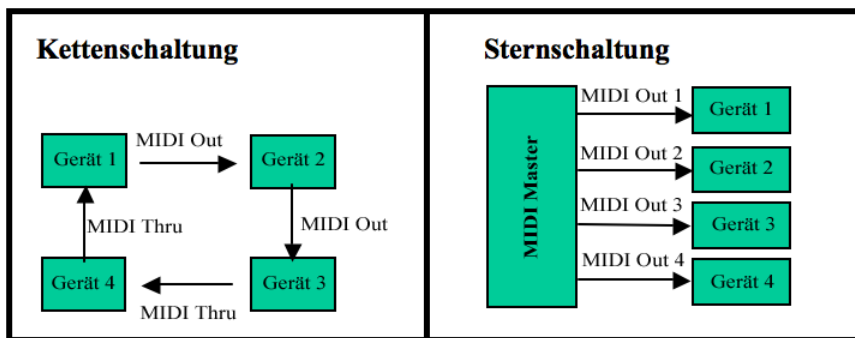 Kettenschaltung
Gerät 1
MIDI Out
Gerät 2
MIDI Thru
MIDI Out
Gerät 4
MIDI Thru
Gerät 3
Sternschaltung
MIDI Master
MIDI Out 1
Gerät 1
MIDI Out 2
Gerät 2
MIDI Out 3
Gerät 3
MIDI Out 4
Gerät 4